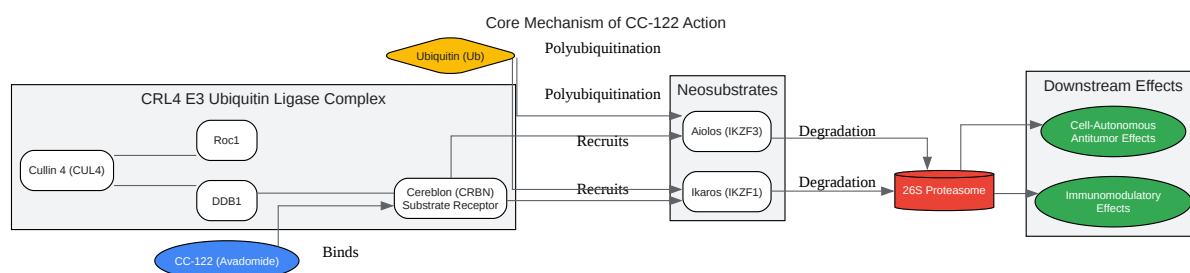 Core Mechanism of CC-122 Action
Ubiquitin (Ub)
Polyubiquitination
CRL4 E3 Ubiquitin Ligase Complex
Polyubiquitination
Neosubstrates
Downstream Effects
Roc1
Cullin 4 (CUL4)
DDB1
Cereblon (CRBN)
Substrate Receptor
Recruits
Recruits
Aiolos (IKZF3)
Ikaros (IKZF1)
Degradation
Degradation
26S Proteasome
Cell-Autonomous
Antitumor Effects
Immunomodulatory
Effects
CC-122 (Avadomide)
Binds